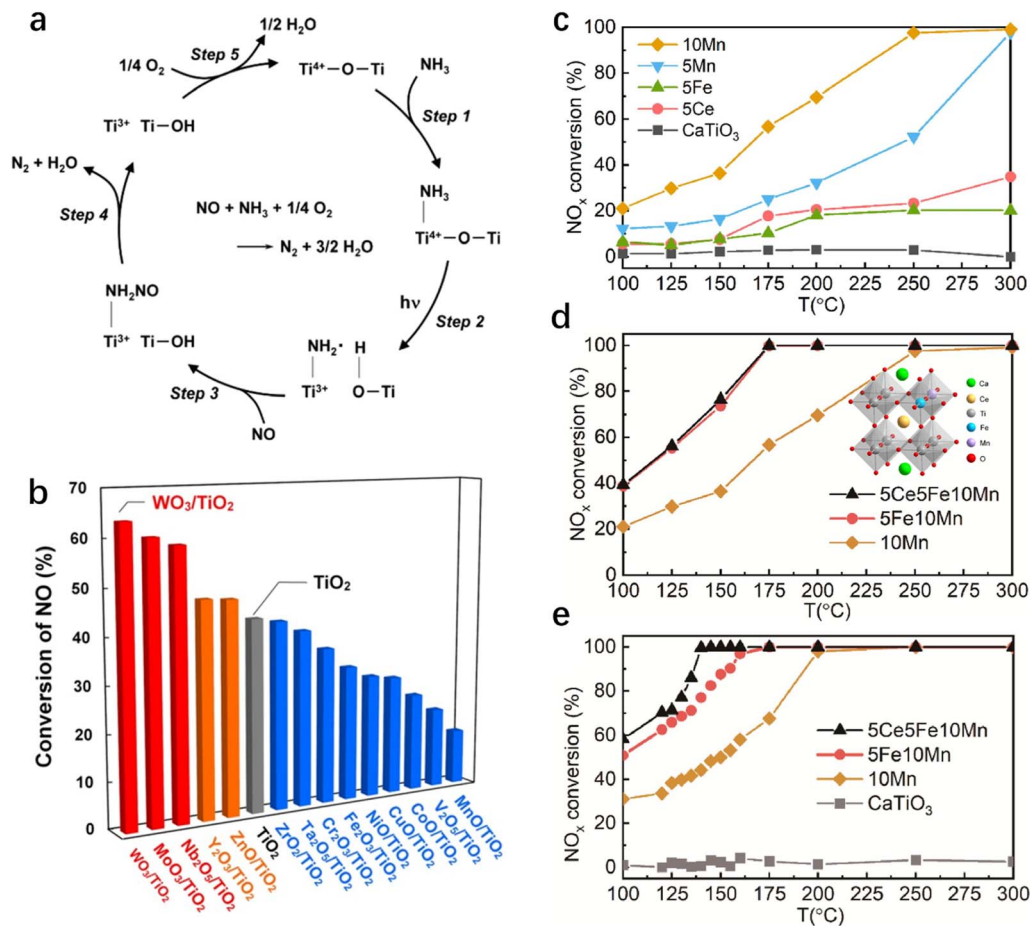 a
1/4 O₂
Step 5
1/2 H₂O
Ti⁴⁺ –O–Ti
NH₃
Step 1
NH₃
Ti⁴⁺ –O–Ti
hν
Step 2
NH₂· H
Ti³⁺ O–Ti
Step 3
NO
NH₂NO
Ti³⁺ Ti–OH
Step 4
N₂ + H₂O
Ti³⁺ Ti–OH
NO + NH₃ + 1/4 O₂
→ N₂ + 3/2 H₂O
b
Conversion of NO (%)
70
60
50
40
30
20
10
0
WO₃/TiO₂
TiO₂
WO₃/TiO₂
MoO₃/TiO₂
Nb₂O₅/TiO₂
Y₂O₃/TiO₂
ZnO/TiO₂
TiO₂
ZrO₂/TiO₂
Ta₂O₅/TiO₂
Cr₂O₃/TiO₂
Fe₂O₃/TiO₂
NiO/TiO₂
CuO/TiO₂
CoO/TiO₂
V₂O₅/TiO₂
MnO/TiO₂
c
NOₓ conversion (%)
100
80
60
40
20
0
10Mn
5Mn
5Fe
5Ce
CaTiO₃
100 125 150 175 200 225 250 275 300
T(°C)
d
NOₓ conversion (%)
100
80
60
40
20
0
Ca
Ce
Ti
Fe
Mn
O
5Ce5Fe10Mn
5Fe10Mn
10Mn
100 125 150 175 200 225 250 275 300
T(°C)
e
NOₓ conversion (%)
100
80
60
40
20
0
5Ce5Fe10Mn
5Fe10Mn
10Mn
CaTiO₃
100 125 150 175 200 225 250 275 300
T(°C)